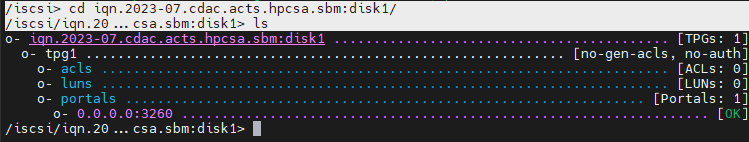 /iscsi> cd iqn.2023-07.cdac.acts.hpcsa.sbm:disk1/
/iscsi/iqn.20...csa.sbm:disk1> ls
o- iqn.2023-07.cdac.acts.hpcsa.sbm:disk1 ................................................ [TPGs: 1]
  o- tpg1 ................................................................... [no-gen-acls, no-auth]
    o- acls ................................................................................ [ACLs: 0]
    o- luns ................................................................................ [LUNs: 0]
    o- portals .......................................................................... [Portals: 1]
      o- 0.0.0.0:3260 ........................................................................... [OK]
/iscsi/iqn.20...csa.sbm:disk1>